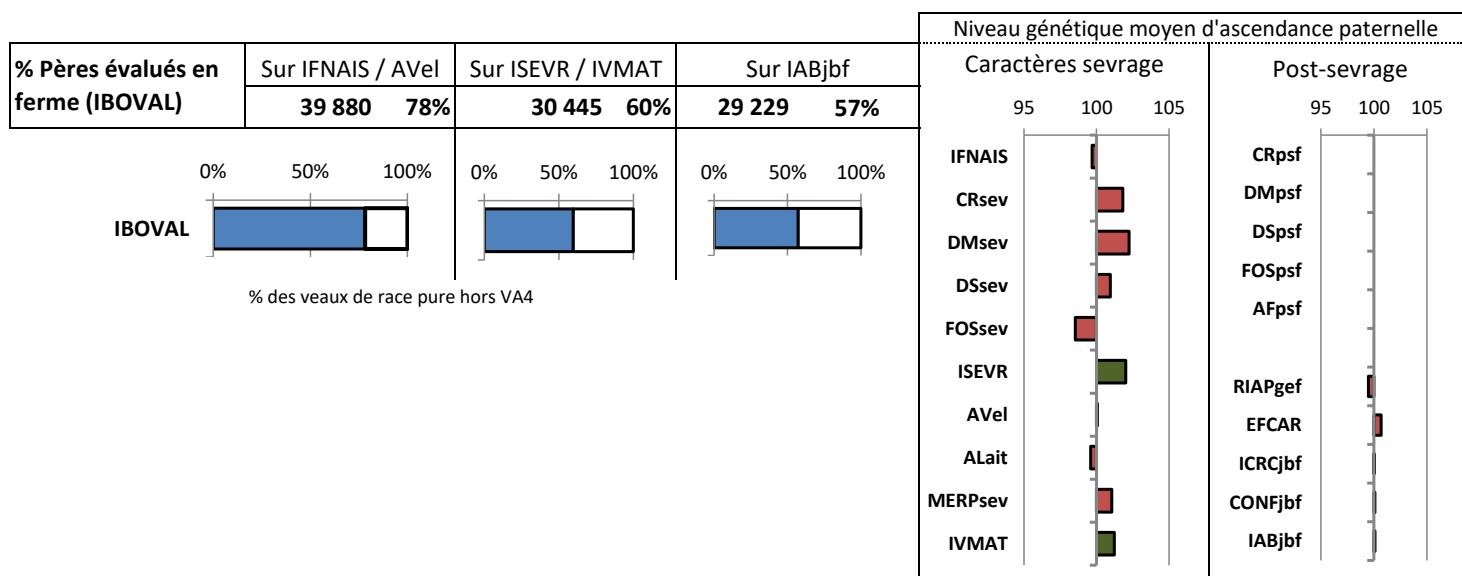 % Pères évalués en ferme (IBOVAL)
Sur IFNAIS / AVel
Sur ISEVR / IVMAT
Sur IABjbf
39 880 78%
30 445 60%
29 229 57%
0% 50% 100%
0% 50% 100%
0% 50% 100%
IBOVAL
% des veaux de race pure hors VA4
Niveau génétique moyen d'ascendance paternelle
Caractères sevrage
95 100 105
IFNAIS
CRsev
DMsev
DSsev
FOSsev
ISEVR
AVel
ALait
MERPsev
IVMAT
Post-sevrage
95 100 105
CRpsf
DMpsf
DSpsf
FOSpsf
AFpsf
RIAPgef
EFCAR
ICRCjbf
CONFjbf
IABjbf